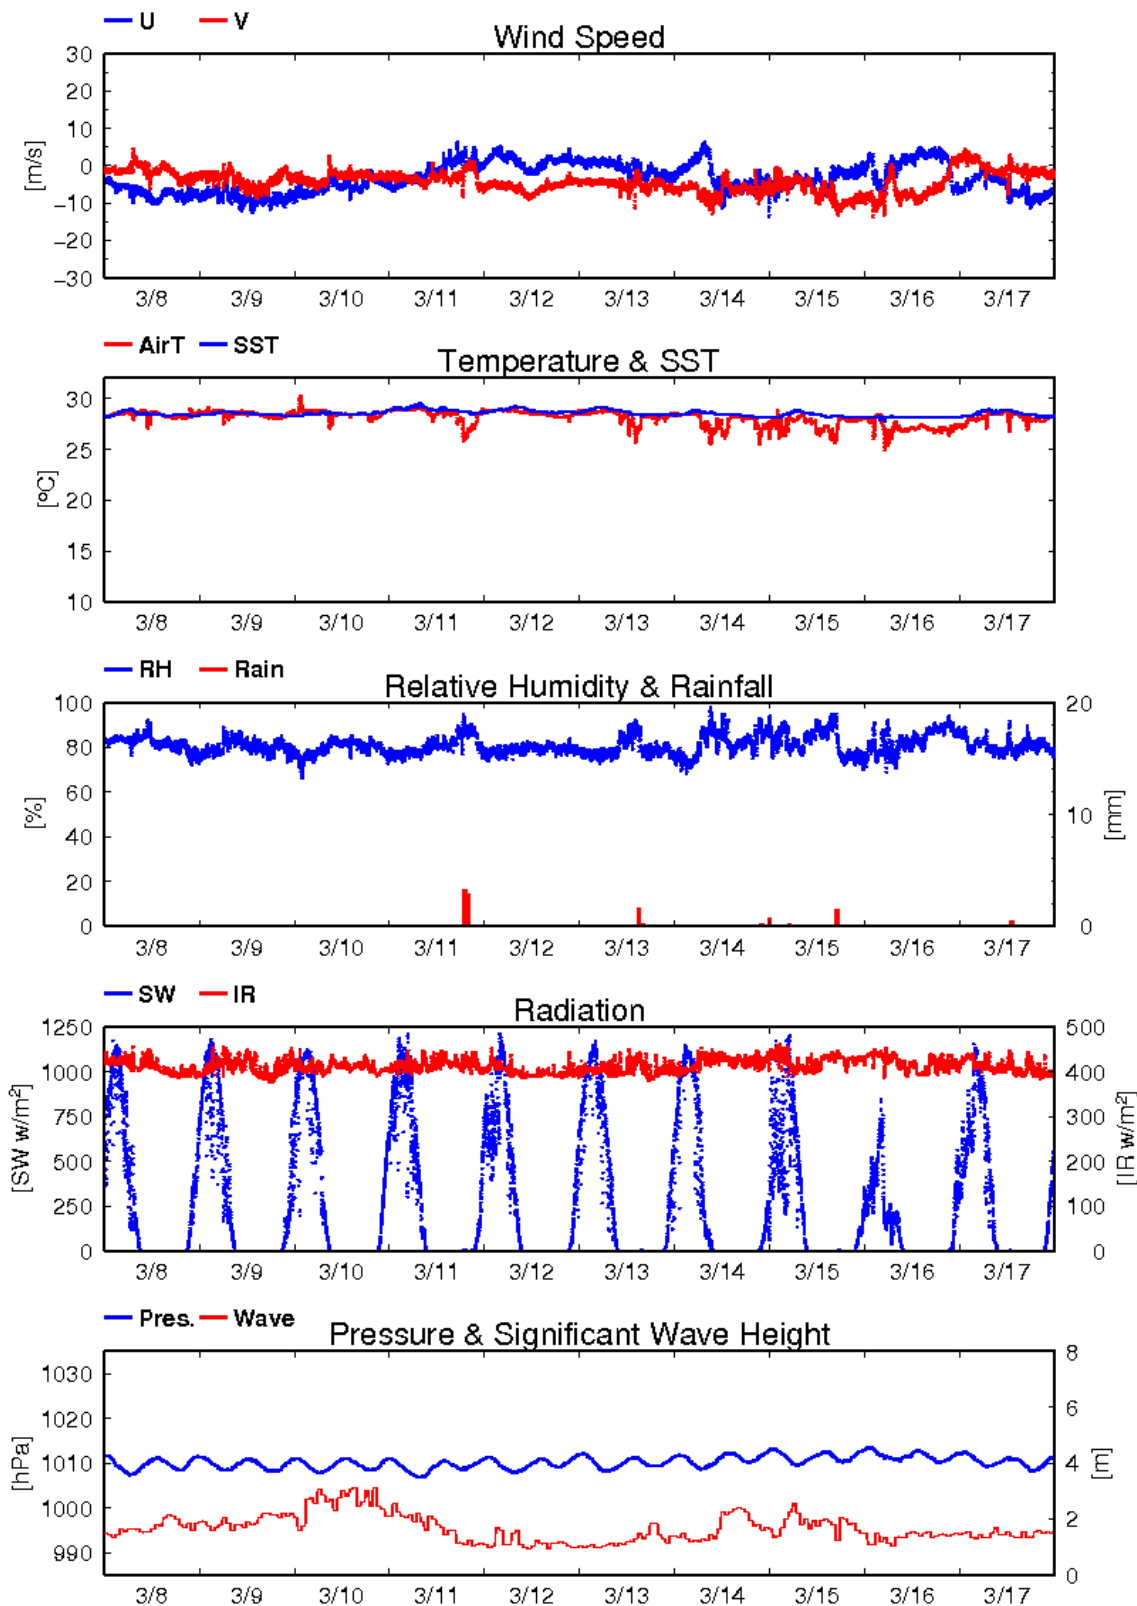 U V
Wind Speed
30
20
10
0
−10
−20
−30
[m/s]
3/8 3/9 3/10 3/11 3/12 3/13 3/14 3/15 3/16 3/17
AirT SST
Temperature & SST
30
25
20
15
10
[ºC]
3/8 3/9 3/10 3/11 3/12 3/13 3/14 3/15 3/16 3/17
RH Rain
Relative Humidity & Rainfall
100 20
80
60
40 10
20
0 0
[%] [mm]
3/8 3/9 3/10 3/11 3/12 3/13 3/14 3/15 3/16 3/17
SW IR
Radiation
1250 500
1000 400
750 300
500 200
250 100
0 0
[SW w/m²] [IR w/m²]
3/8 3/9 3/10 3/11 3/12 3/13 3/14 3/15 3/16 3/17
Pres. Wave
Pressure & Significant Wave Height
1030 8
1020 6
1010 4
1000 2
990 0
[hPa] [m]
3/8 3/9 3/10 3/11 3/12 3/13 3/14 3/15 3/16 3/17